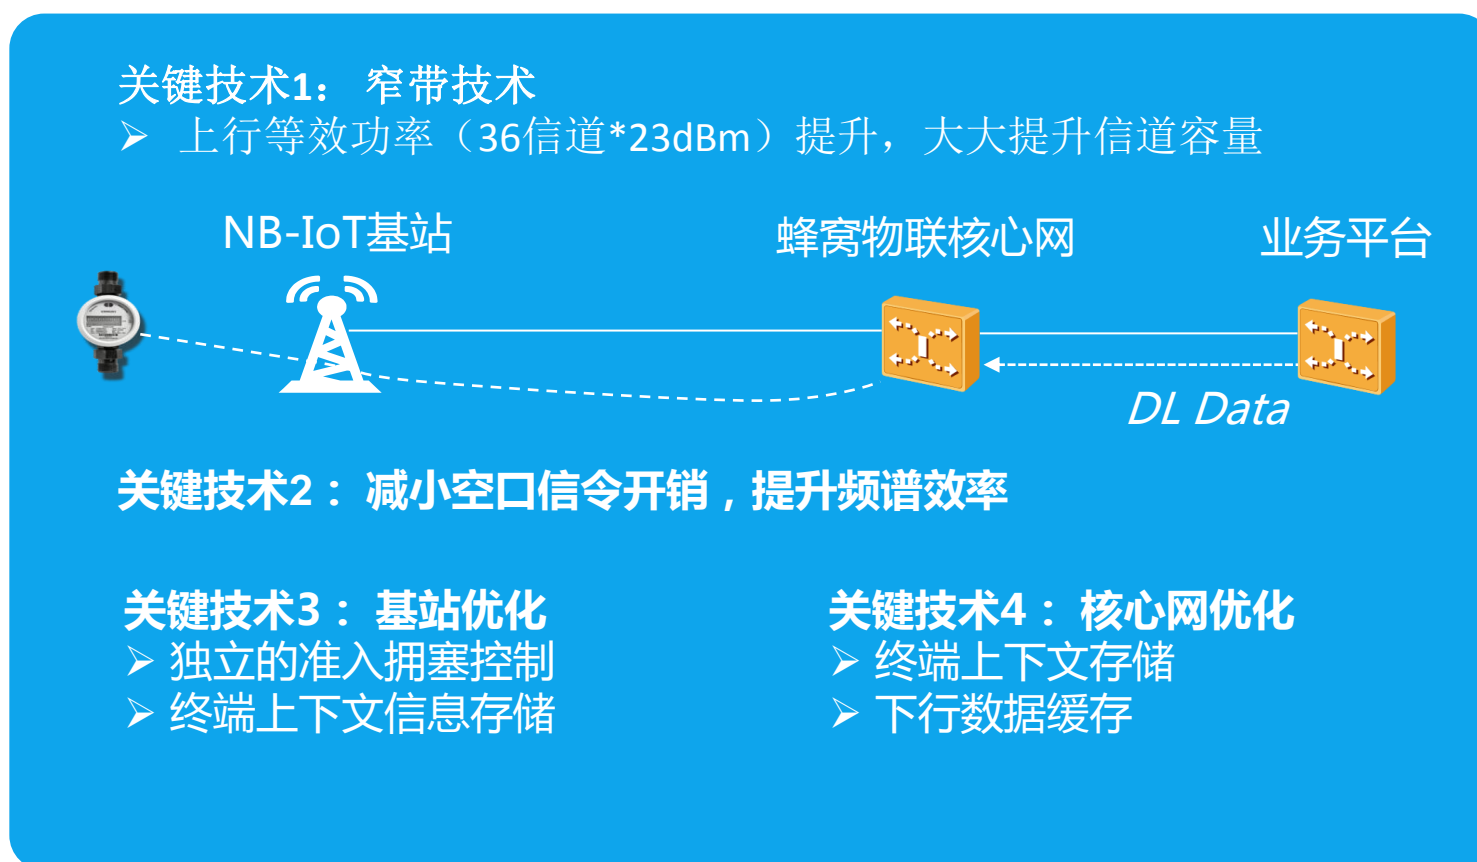 关键技术1： 窄带技术
➢ 上行等效功率（36信道*23dBm）提升，大大提升信道容量
NB-IoT基站
蜂窝物联核心网
业务平台
DL Data
关键技术2： 减小空口信令开销，提升频谱效率
关键技术3： 基站优化
➢ 独立的准入拥塞控制
➢ 终端上下文信息存储
关键技术4： 核心网优化
➢ 终端上下文存储
➢ 下行数据缓存